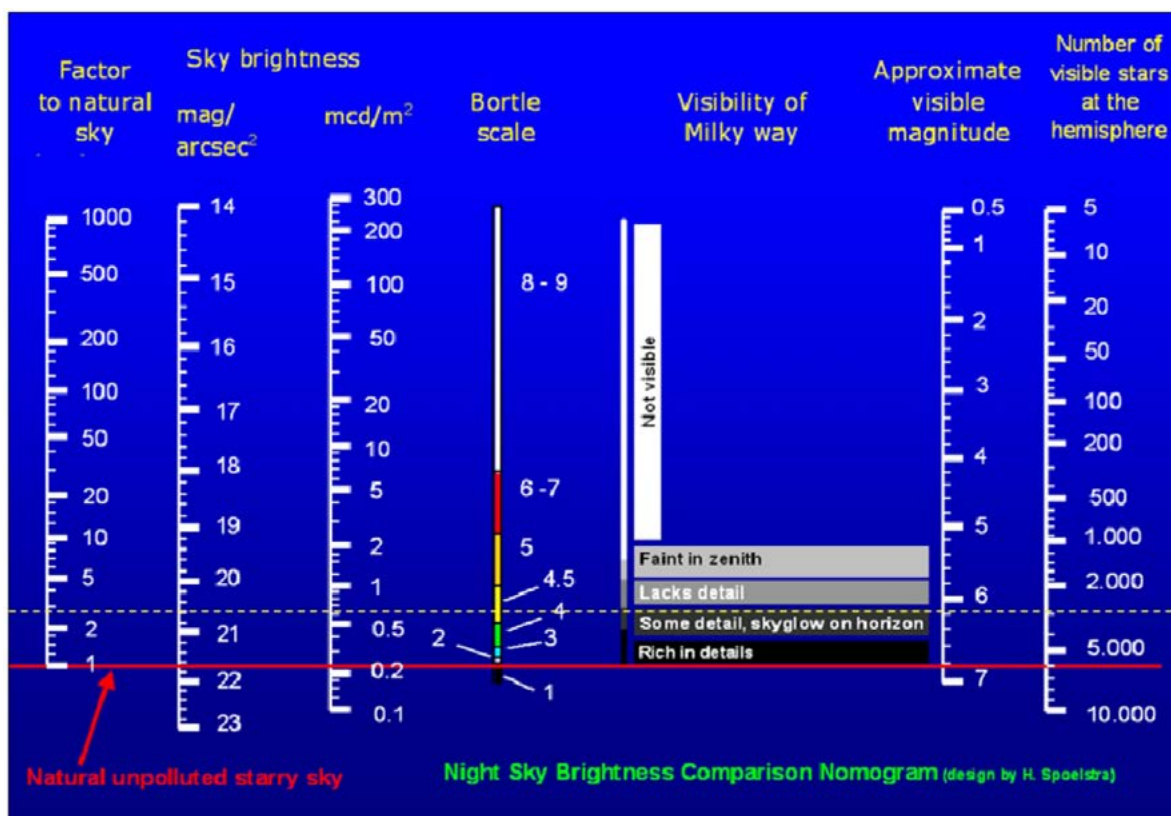 Factor
to natural
sky
Sky brightness
mag/
arcsec²
mcd/m²
Bortle
scale
Visibility of
Milky way
Approximate
visible
magnitude
Number of
visible stars
at the
hemisphere
1000
500
200
100
50
20
10
5
2
1
14
15
16
17
18
19
20
21
22
23
300
200
100
50
20
10
5
2
1
0.5
0.2
0.1
8 - 9
6 -7
5
4.5
4
3
2
1
Not visible
Faint in zenith
Lacks detail
Some detail, skyglow on horizon
Rich in details
0.5
1
2
3
4
5
6
7
5
10
20
50
100
200
500
1.000
2.000
5.000
10.000
Natural unpolluted starry sky
Night Sky Brightness Comparison Nomogram (design by H. Spoelstra)